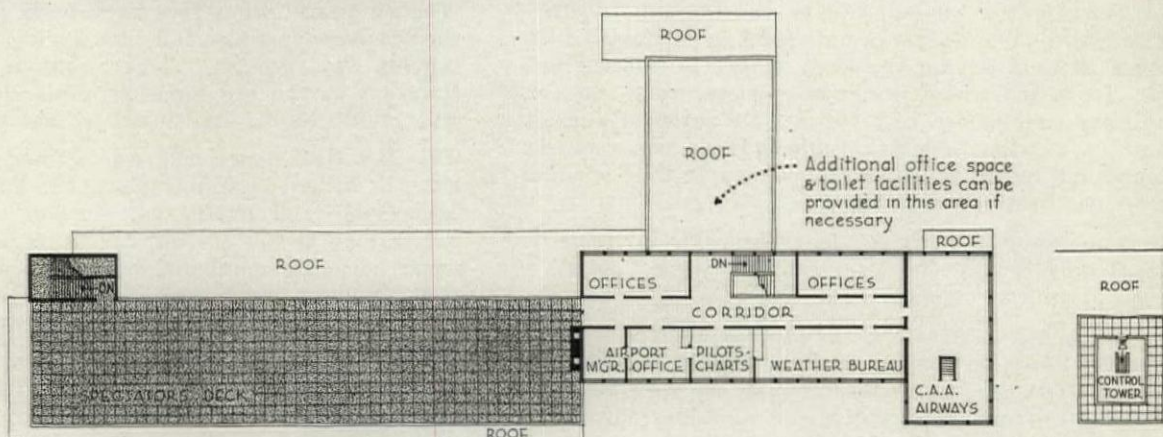 ROOF
ROOF
Additional office space
& toilet facilities can be
provided in this area if
necessary
ROOF
ROOF
ROOF
DN
DN
OFFICES
OFFICES
CORRIDOR
AIRPORT
MGR. OFFICE
PILOTS-
CHARTS
WEATHER BUREAU
C.A.A.
AIRWAYS
CONTROL
TOWER
SPECTATORS DECK
ROOF